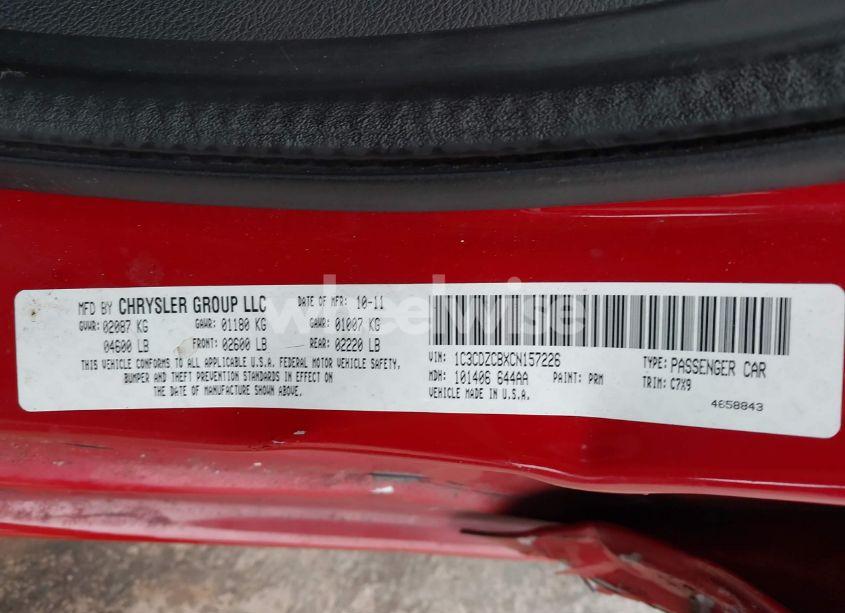 MFD BY CHRYSLER GROUP LLC DATE OF MFR: 10-11
GVWR: 02087 KG GAWR: 01180 KG GAWR: 01007 KG
04600 LB FRONT: 02600 LB REAR: 02220 LB
THIS VEHICLE CONFORMS TO ALL APPLICABLE U.S.A. FEDERAL MOTOR VEHICLE SAFETY,
BUMPER AND THEFT PREVENTION STANDARDS IN EFFECT ON
THE DATE OF MANUFACTURE SHOWN ABOVE.
VIN: 1C3CDZCBXCN157226 TYPE: PASSENGER CAR
MDH: 101406 644AA PAINT: PRM TRIM: C7X9
VEHICLE MADE IN U.S.A. 4658843
wheelwise